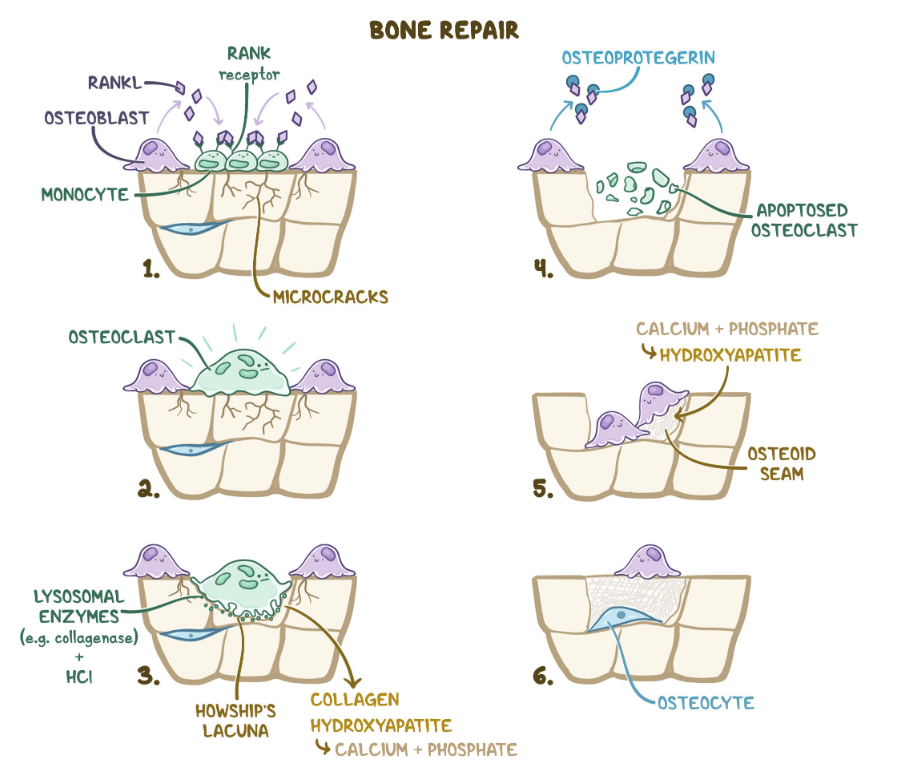 BONE REPAIR
RANK
receptor
RANKL
OSTEOBLAST
MONOCYTE
1.
MICROCRACKS
OSTEOCLAST
2.
LYSOSOMAL
ENZYMES
(e.g. collagenase)
+
HCl
3.
HOWSHIP'S
LACUNA
COLLAGEN
HYDROXYAPATITE
↳ CALCIUM + PHOSPHATE
OSTEOPROTEGERIN
APOPTOSED
OSTEOCLAST
4.
CALCIUM + PHOSPHATE
↳ HYDROXYAPATITE
OSTEOID
SEAM
5.
6.
OSTEOCYTE